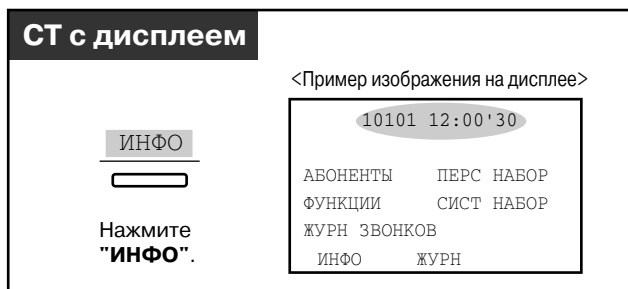 СТ с дисплеем
<Пример изображения на дисплее>
ИНФО
Нажмите
"ИНФО".
10101 12:00'30
АБОНЕНТЫ ПЕРС НАБОР
ФУНКЦИИ СИСТ НАБОР
ЖУРН ЗВОНКОВ
ИНФО ЖУРН